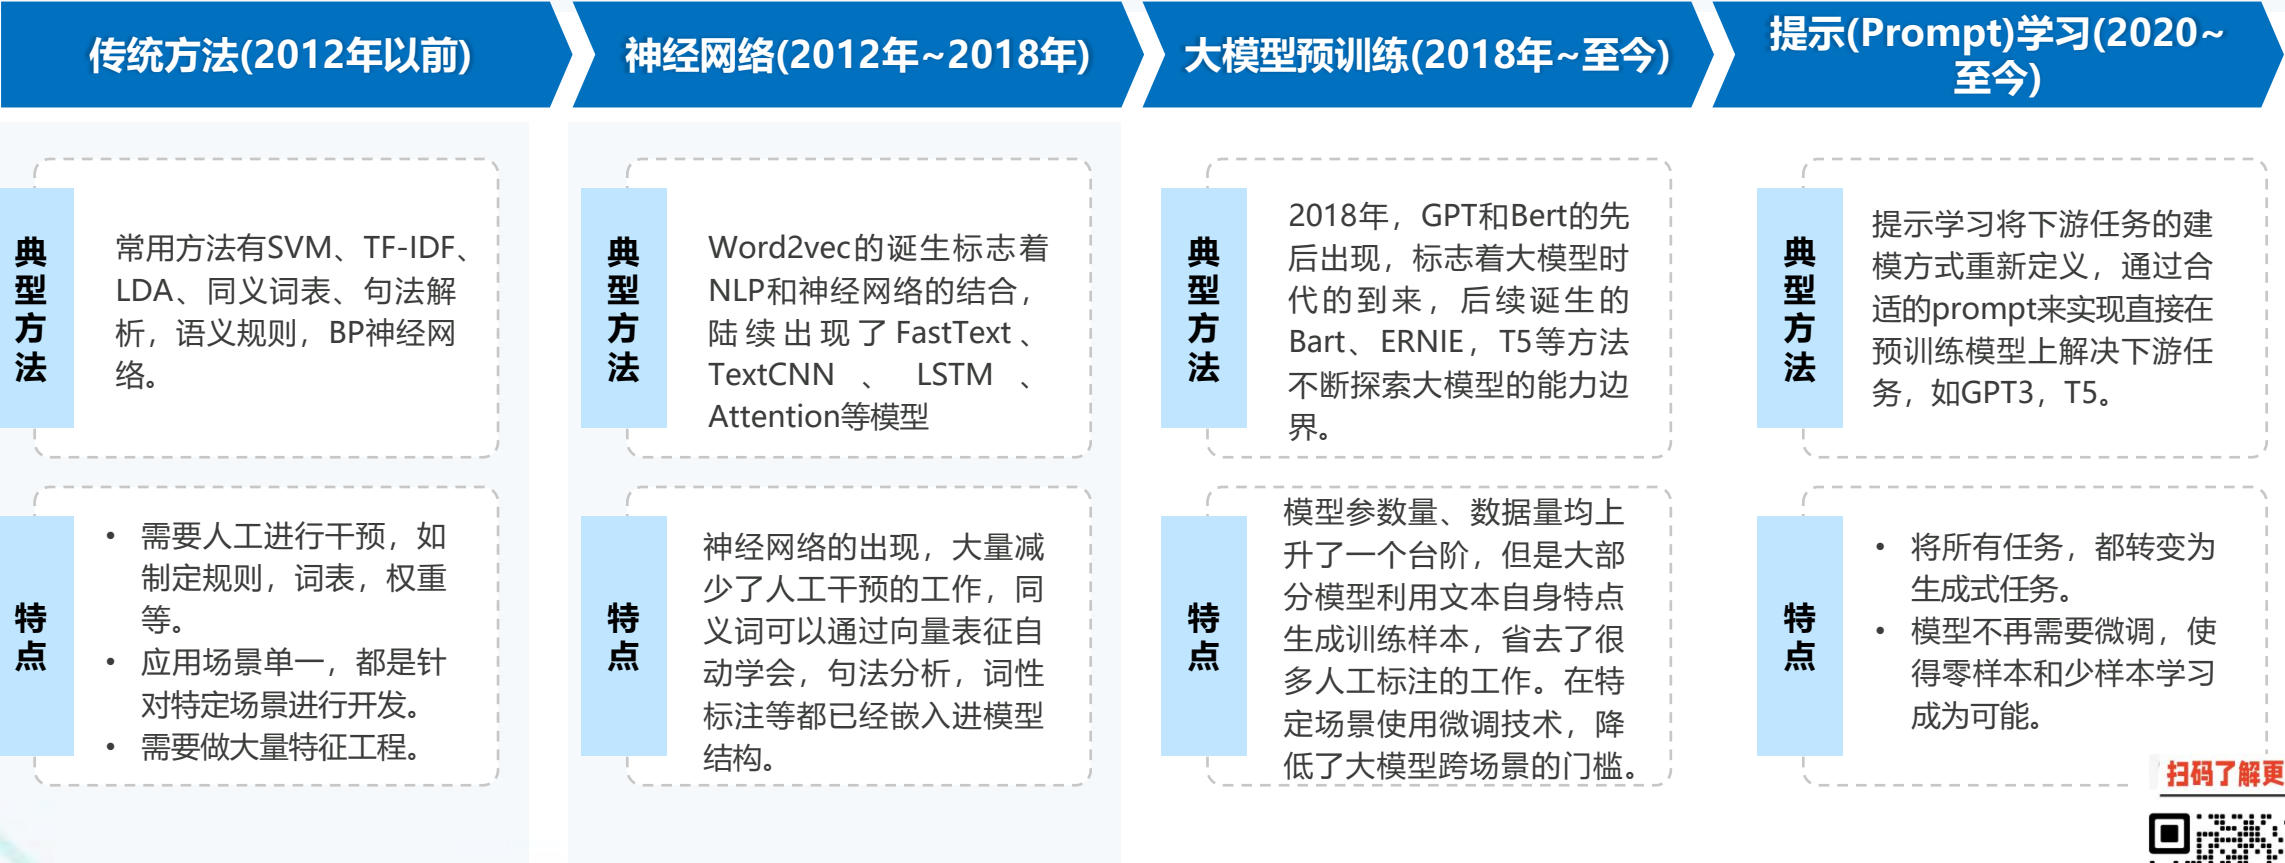 传统方法(2012年以前)
神经网络(2012年~2018年)
大模型预训练(2018年~至今)
提示(Prompt)学习(2020~
至今)
典型方法
常用方法有SVM、TF-IDF、
LDA、同义词表、句法解
析，语义规则，BP神经网
络。
典型方法
Word2vec的诞生标志着
NLP和神经网络的结合，
陆续出现了FastText、
TextCNN、LSTM、
Attention等模型
典型方法
2018年，GPT和Bert的先
后出现，标志着大模型时
代的到来，后续诞生的
Bart、ERNIE，T5等方法
不断探索大模型的能力边
界。
典型方法
提示学习将下游任务的建
模方式重新定义，通过合
适的prompt来实现直接在
预训练模型上解决下游任
务，如GPT3，T5。
特点
• 需要人工进行干预，如
制定规则，词表，权重
等。
• 应用场景单一，都是针
对特定场景进行开发。
• 需要做大量特征工程。
特点
神经网络的出现，大量减
少了人工干预的工作，同
义词可以通过向量表征自
动学会，句法分析，词性
标注等都已经嵌入进模型
结构。
特点
模型参数量、数据量均上
升了一个台阶，但是大部
分模型利用文本自身特点
生成训练样本，省去了很
多人工标注的工作。在特
定场景使用微调技术，降
低了大模型跨场景的门槛。
特点
• 将所有任务，都转变为
生成式任务。
• 模型不再需要微调，使
得零样本和少样本学习
成为可能。
扫码了解更